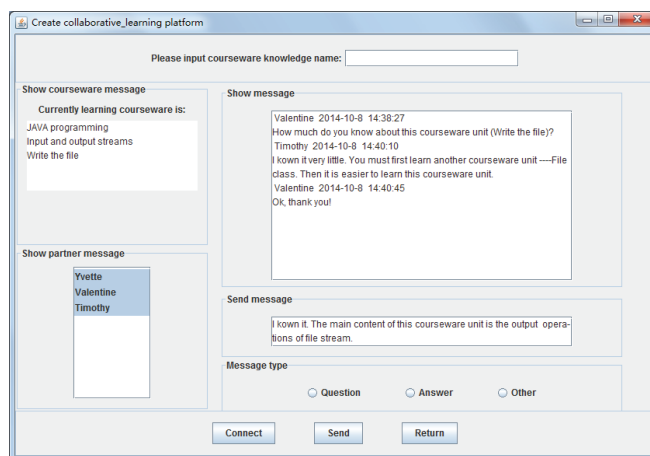 Create collaborative_learning platform
Please input courseware knowledge name:
Show courseware message
Currently learning courseware is:
JAVA programming
Input and output streams
Write the file
Show partner message
Yvette
Valentine
Timothy
Show message
Valentine 2014-10-8 14:38:27
How much do you know about this courseware unit (Write the file)?
Timothy 2014-10-8 14:40:10
I kown it very little. You must first learn another courseware unit ----File
class. Then it is easier to learn this courseware unit.
Valentine 2014-10-8 14:40:45
Ok, thank you!
Send message
I kown it. The main content of this courseware unit is the output opera-
tions of file stream.
Message type
Question Answer Other
Connect Send Return